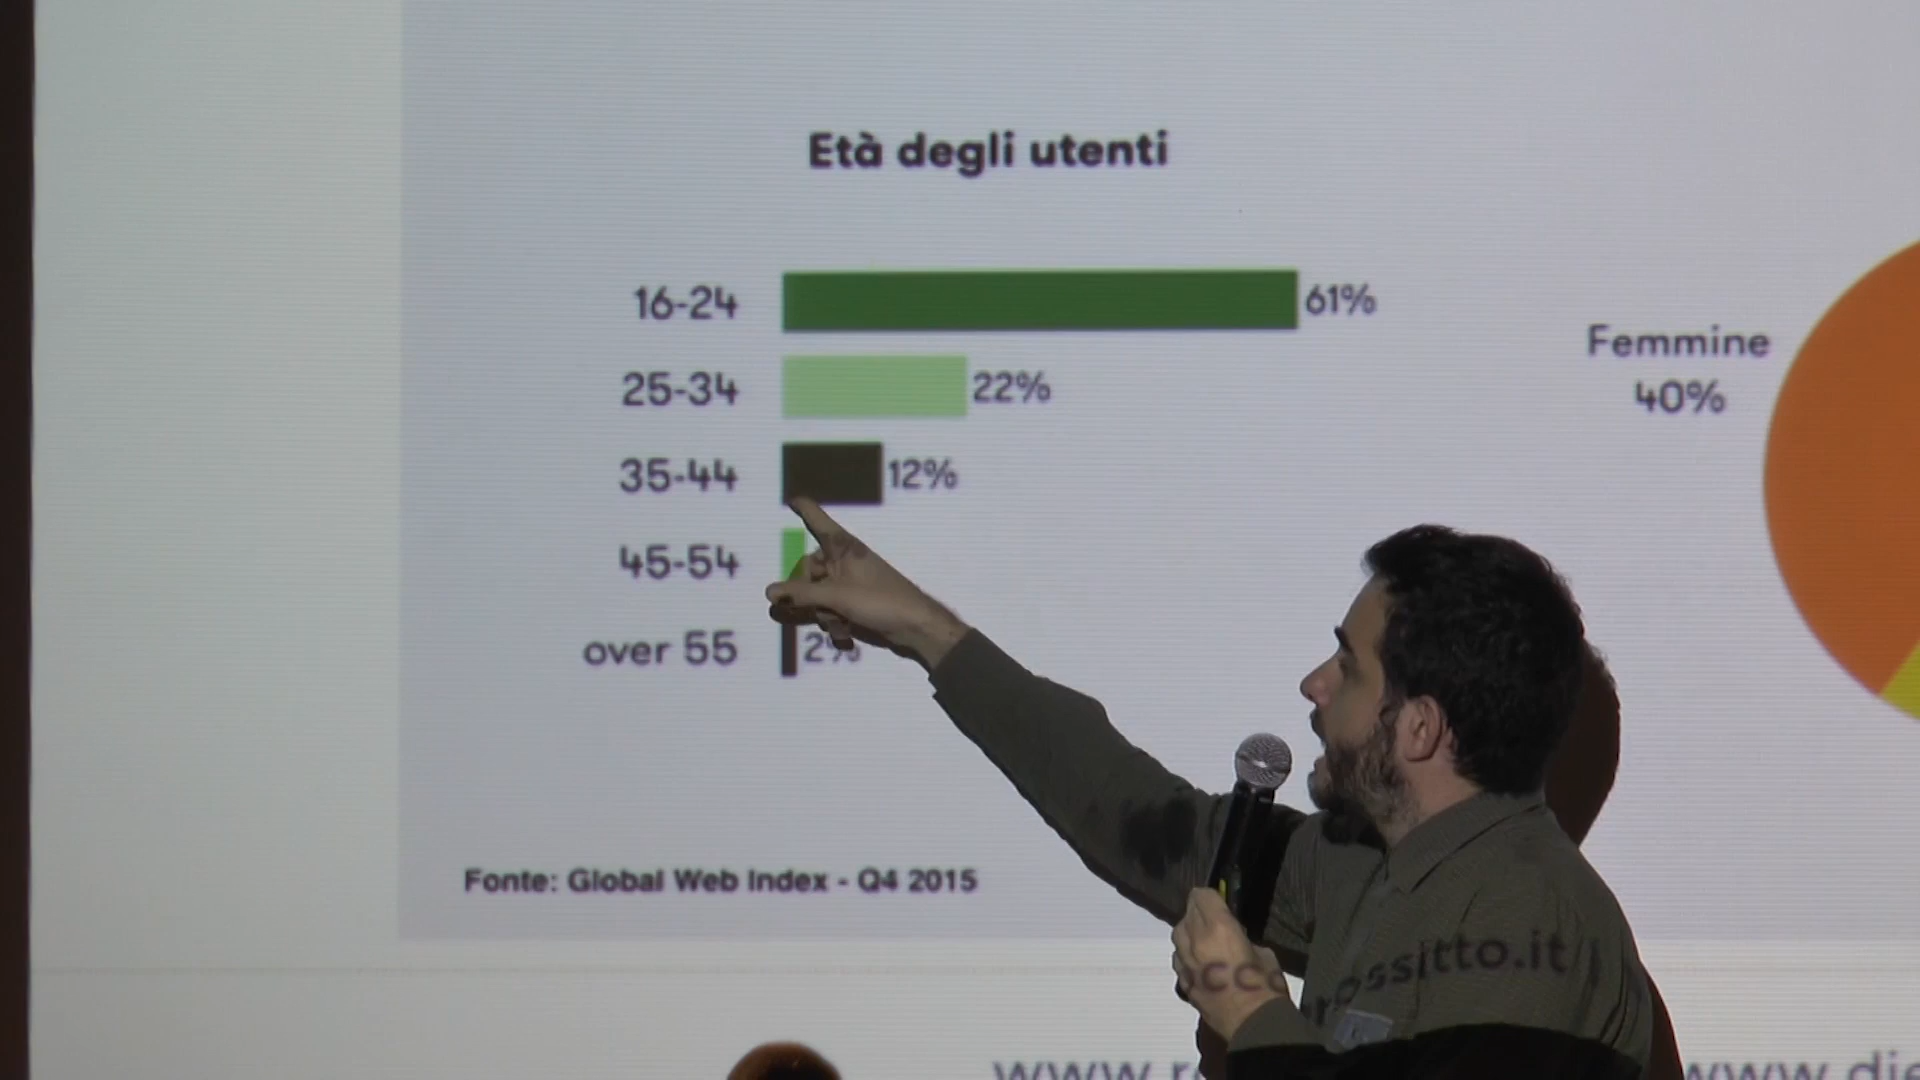 Età degli utenti
16-24 61%
25-34 22%
35-44 12%
45-54
over 55 2%
Femmine
40%
Fonte: Global Web Index - Q4 2015